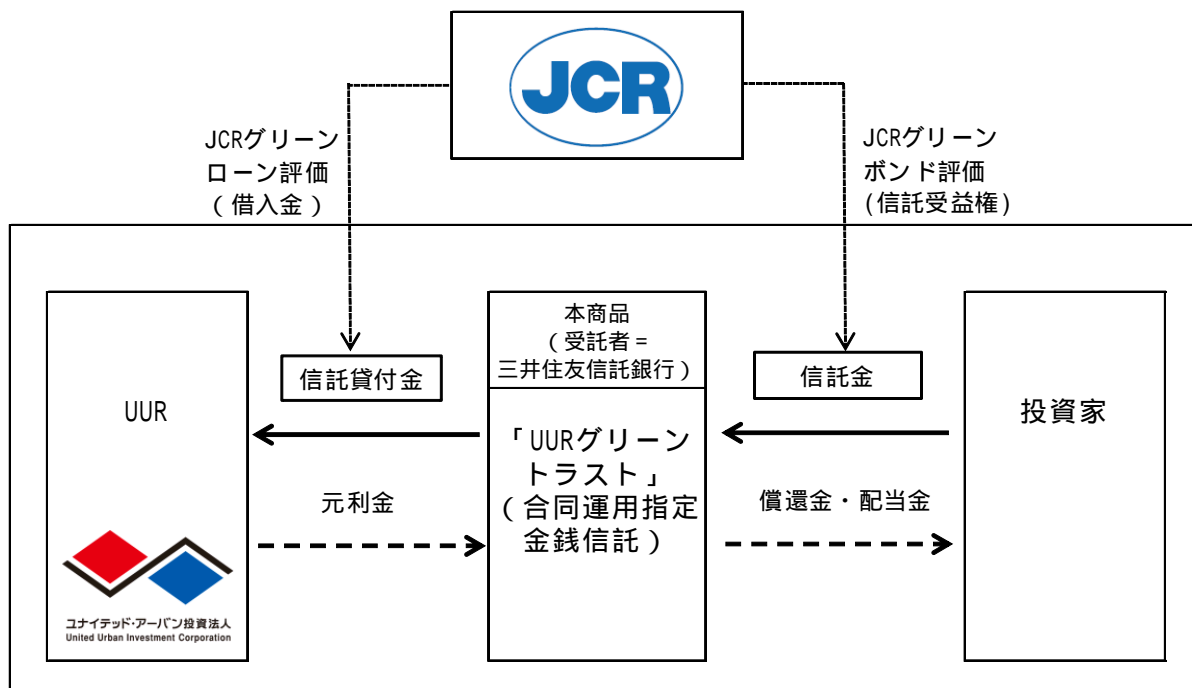 JCR
JCRグリーン
ローン評価
(借入金)
JCRグリーン
ボンド評価
(信託受益権)
UUR
ユナイテッド・アーバン投資法人
United Urban Investment Corporation
信託貸付金
元利金
本商品
(受託者=
三井住友信託銀行)
「UURグリーン
トラスト」
(合同運用指定
金銭信託)
信託金
償還金・配当金
投資家